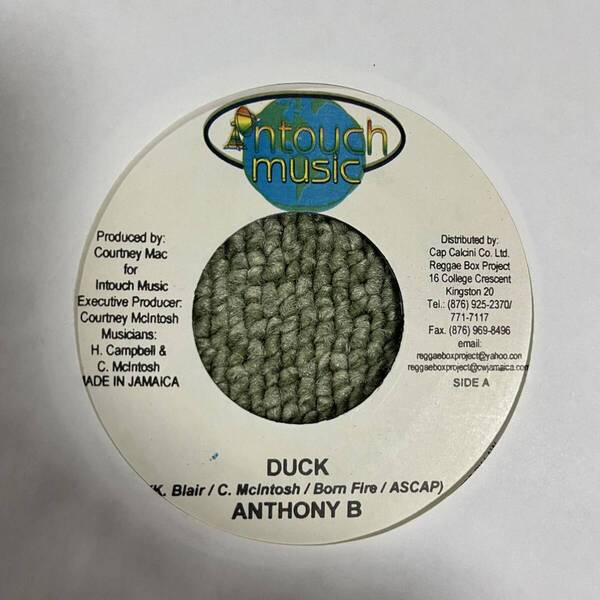 intouch
music
Produced by:
Courtney Mac
for
Intouch Music
Executive Producer:
Courtney McIntosh
Musicians:
H. Campbell &
C. McIntosh
MADE IN JAMAICA
Distributed by:
Cap Calcini Co. Ltd.
Reggae Box Project
16 College Crescent
Kingston 20
Tel.: (876) 925-2370/
771-7117
Fax. (876) 969-8496
email:
reggaeboxproject@yahoo.com
reggaeboxproject@cwjamaica.com
SIDE A
DUCK
(K. Blair / C. McIntosh / Born Fire / ASCAP)
ANTHONY B